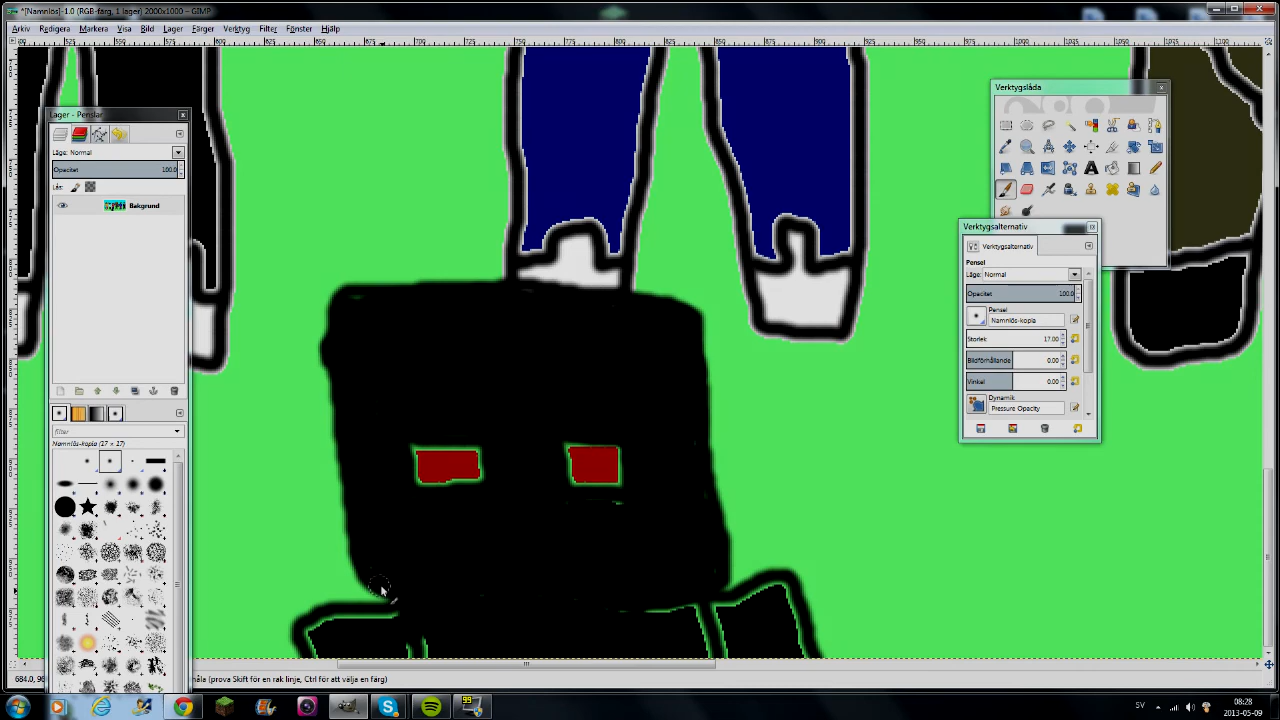 *[Namnlös]-1.0 (RGB-färg, 1 lager) 2000x1000 – GIMP
Arkiv Redigera Markera Visa Bild Lager Färger Verktyg Filter Fönster Hjälp
Lager - Penslar
Läge: Normal
Opacitet 100.0
Lås:
Bakgrund
filter
Namnlös-kopia (17 × 17)
Verktygslåda
Verktygsalternativ
Verktygsalternativ
Pensel
Läge: Normal
Opacitet 100.0
Pensel
Namnlös-kopia
Storlek 17.00
Bildförhållande 0.00
Vinkel 0.00
Dynamik
Pressure Opacity
måla (prova Skift för en rak linje, Ctrl för att välja en färg)
99
SV
08:28
2013-05-09